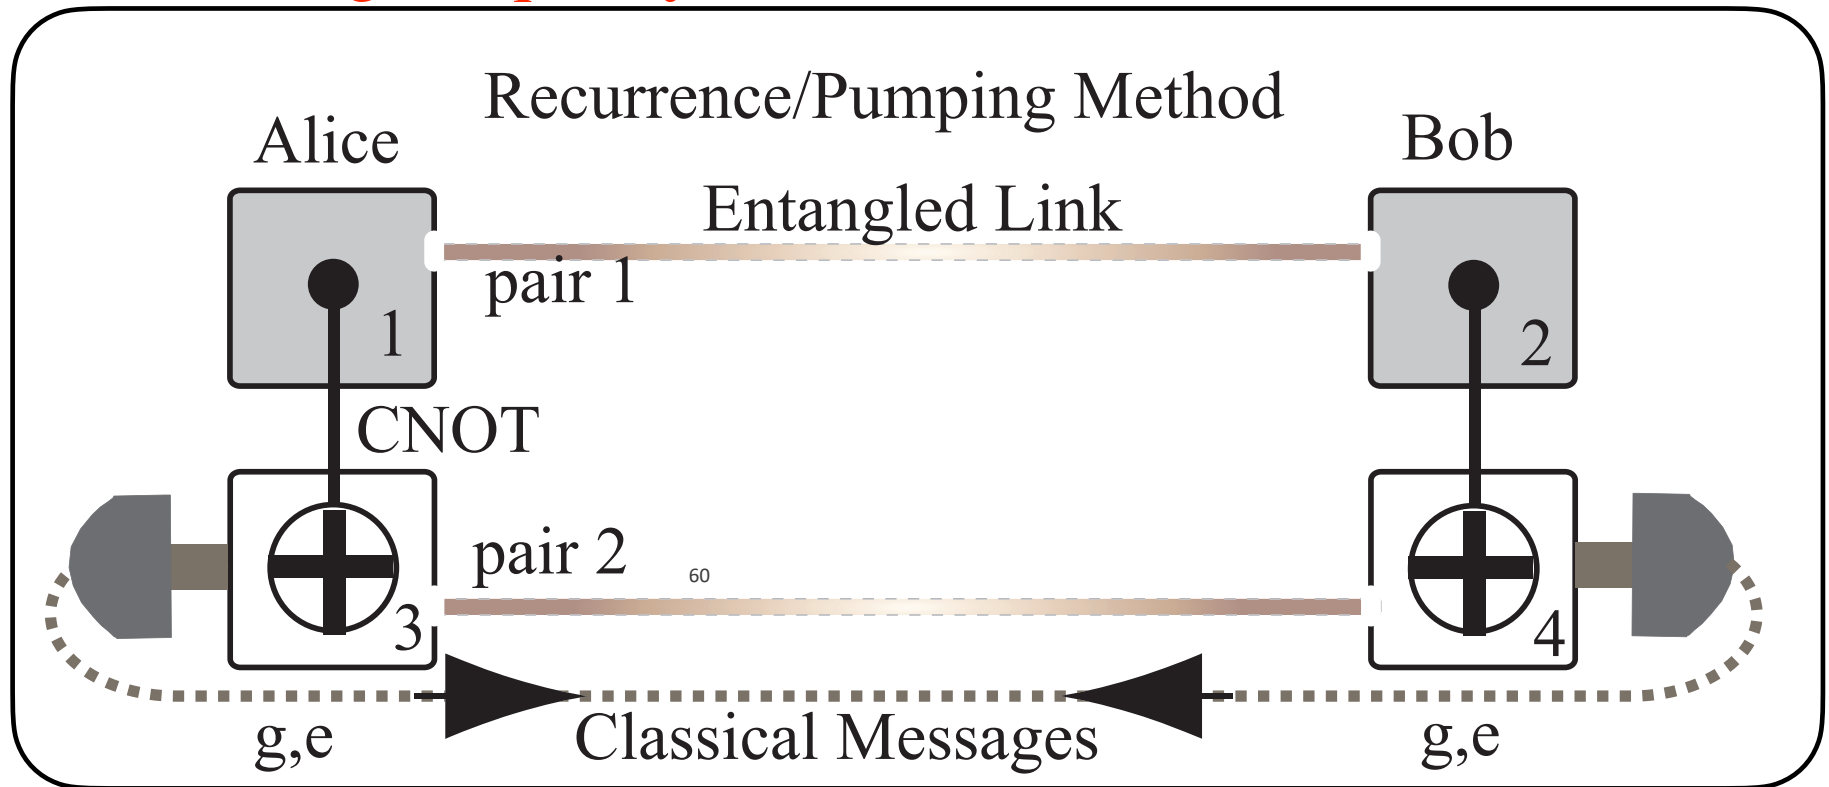 Recurrence/Pumping Method
Alice
Bob
Entangled Link
pair 1
1
2
CNOT
pair 2
60
3
4
Classical Messages
g,e
g,e